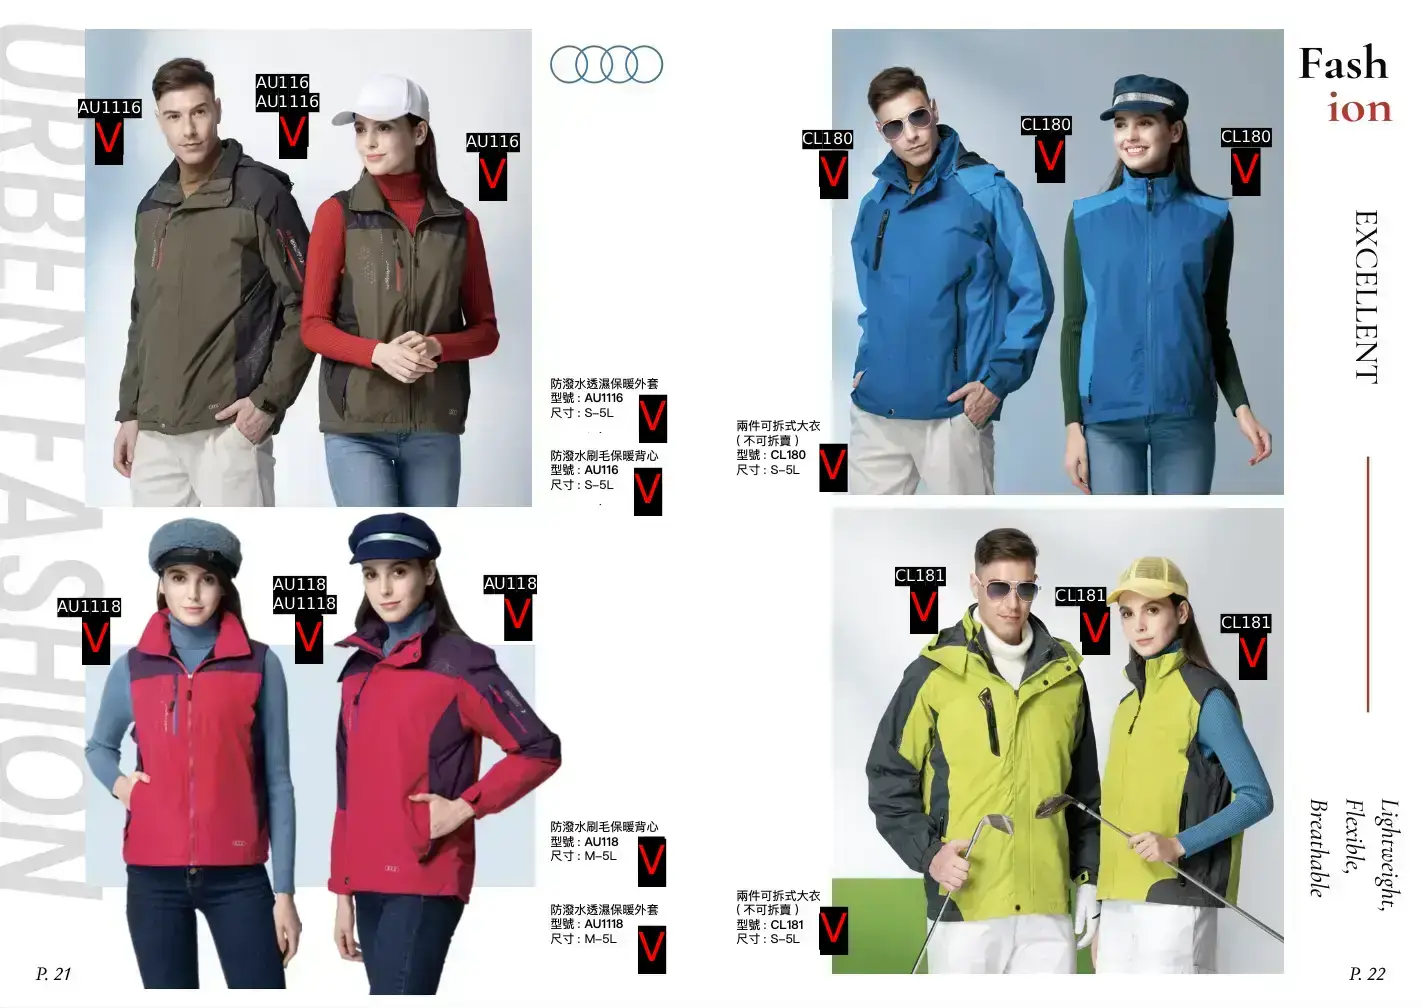 URBEN FASHION
AU1116
V
AU116
AU1116
V
AU116
V
防潑水透濕保暖外套
型號 : AU1116
尺寸 : S-5L
V
防潑水刷毛保暖背心
型號 : AU116
尺寸 : S-5L
V
AU1118
V
AU118
AU1118
V
AU118
V
防潑水刷毛保暖背心
型號 : AU118
尺寸 : M-5L
V
防潑水透濕保暖外套
型號 : AU1118
尺寸 : M-5L
V
P. 21
Fash
ion
EXCELLENT
CL180
V
CL180
V
CL180
V
兩件可拆式大衣
( 不可拆賣 )
型號 : CL180
尺寸 : S-5L
V
CL181
V
CL181
V
CL181
V
兩件可拆式大衣
( 不可拆賣 )
型號 : CL181
尺寸 : S-5L
V
Lightweight,
Flexible,
Breathable
P. 22